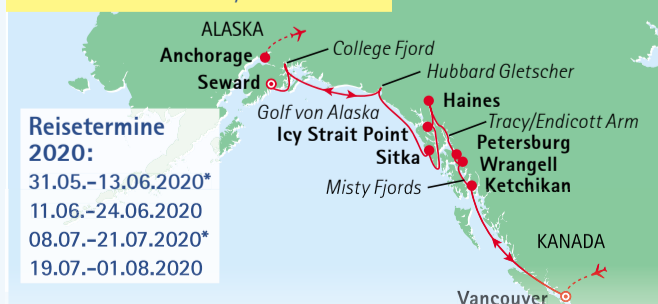 ALASKA
Anchorage
College Fjord
Seward
Hubbard Gletscher
Haines
Golf von Alaska
Tracy/Endicott Arm
Icy Strait Point
Petersburg
Sitka
Wrangell
Misty Fjords
Ketchikan
KANADA
Vancouver
Reisetermine
2020:
31.05.–13.06.2020*
11.06.–24.06.2020
08.07.–21.07.2020*
19.07.–01.08.2020